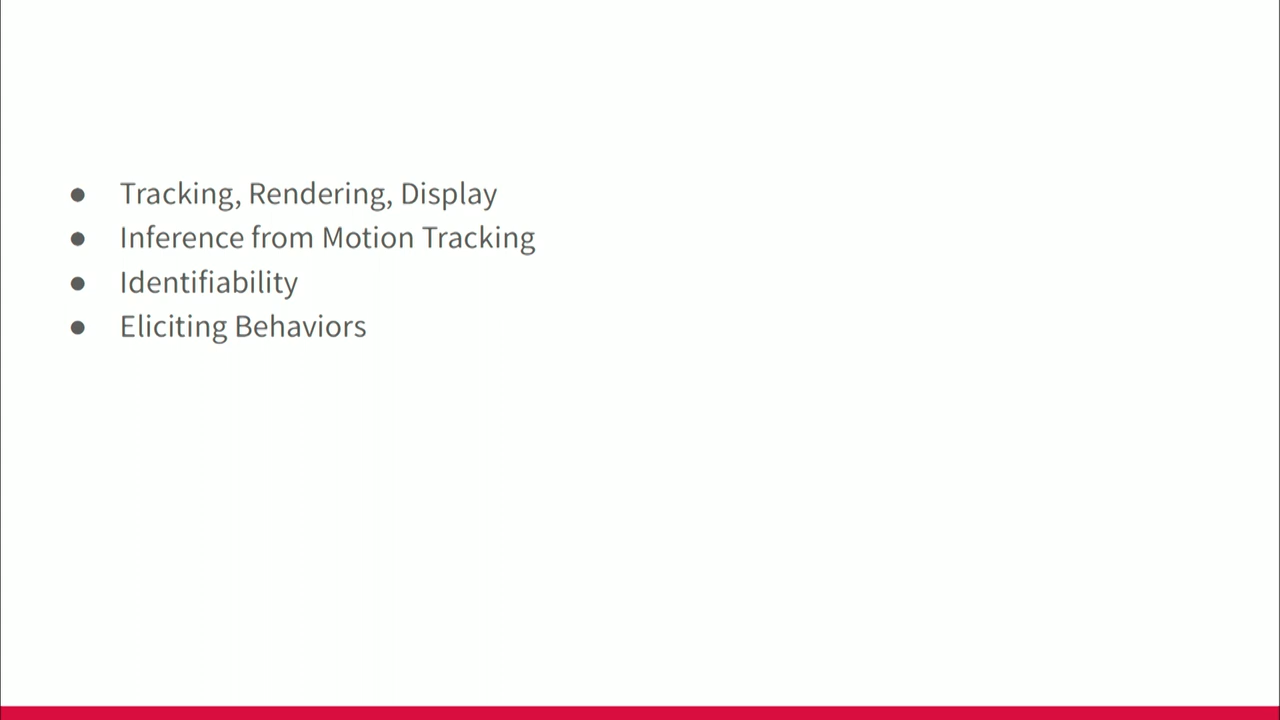 ● Tracking, Rendering, Display
● Inference from Motion Tracking
● Identifiability
● Eliciting Behaviors